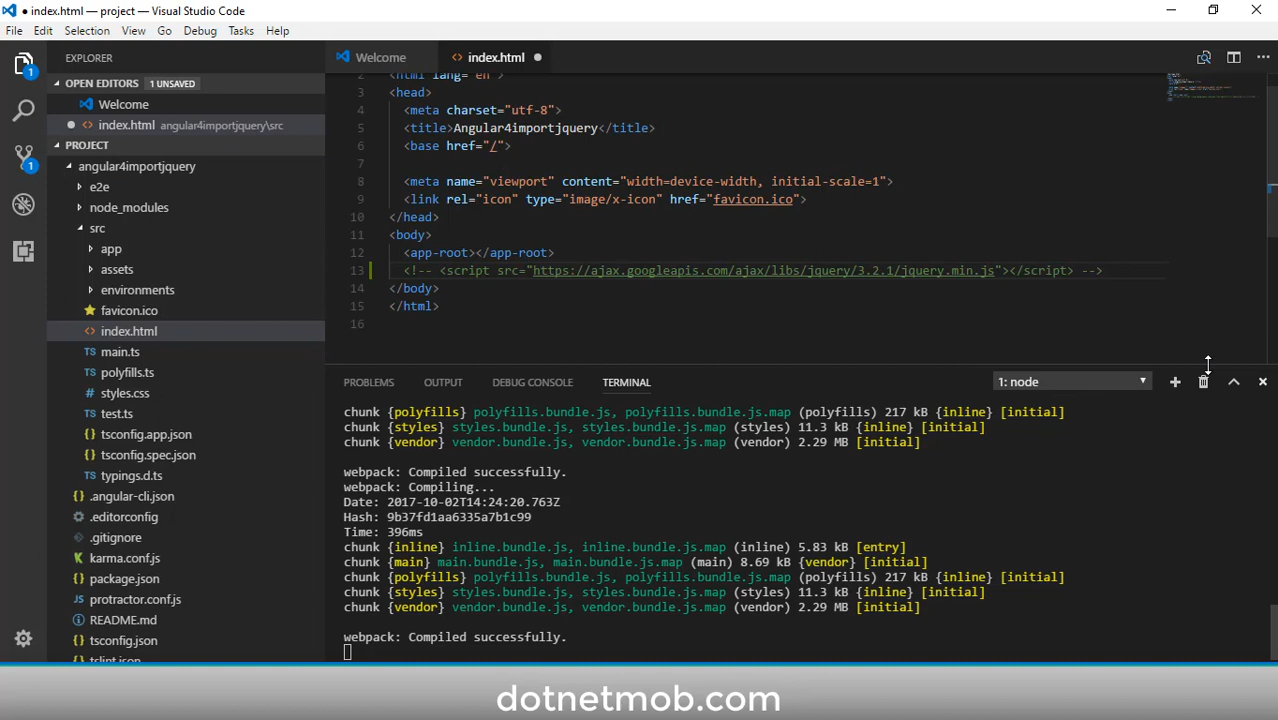 ● index.html — project — Visual Studio Code
File Edit Selection View Go Debug Tasks Help
EXPLORER
OPEN EDITORS 1 UNSAVED
Welcome
index.html angular4importjquery\src
PROJECT
angular4importjquery
e2e
node_modules
src
app
assets
environments
favicon.ico
index.html
TS main.ts
TS polyfills.ts
styles.css
TS test.ts
{} tsconfig.app.json
{} tsconfig.spec.json
TS typings.d.ts
{} .angular-cli.json
.editorconfig
.gitignore
karma.conf.js
{} package.json
protractor.conf.js
README.md
{} tsconfig.json
{} tslint.json
1
1
Welcome
<> index.html ●
2 <html lang="en">
3 <head>
4 <meta charset="utf-8">
5 <title>Angular4importjquery</title>
6 <base href="/">
7
8 <meta name="viewport" content="width=device-width, initial-scale=1">
9 <link rel="icon" type="image/x-icon" href="favicon.ico">
10 </head>
11 <body>
12 <app-root></app-root>
13 <!-- <script src="https://ajax.googleapis.com/ajax/libs/jquery/3.2.1/jquery.min.js"></script> -->
14 </body>
15 </html>
16
PROBLEMS OUTPUT DEBUG CONSOLE TERMINAL 1: node
chunk {polyfills} polyfills.bundle.js, polyfills.bundle.js.map (polyfills) 217 kB {inline} [initial]
chunk {styles} styles.bundle.js, styles.bundle.js.map (styles) 11.3 kB {inline} [initial]
chunk {vendor} vendor.bundle.js, vendor.bundle.js.map (vendor) 2.29 MB [initial]
webpack: Compiled successfully.
webpack: Compiling...
Date: 2017-10-02T14:24:20.763Z
Hash: 9b37fd1aa6335a7b1c99
Time: 396ms
chunk {inline} inline.bundle.js, inline.bundle.js.map (inline) 5.83 kB [entry]
chunk {main} main.bundle.js, main.bundle.js.map (main) 8.69 kB {vendor} [initial]
chunk {polyfills} polyfills.bundle.js, polyfills.bundle.js.map (polyfills) 217 kB {inline} [initial]
chunk {styles} styles.bundle.js, styles.bundle.js.map (styles) 11.3 kB {inline} [initial]
chunk {vendor} vendor.bundle.js, vendor.bundle.js.map (vendor) 2.29 MB [initial]
webpack: Compiled successfully.
dotnetmob.com